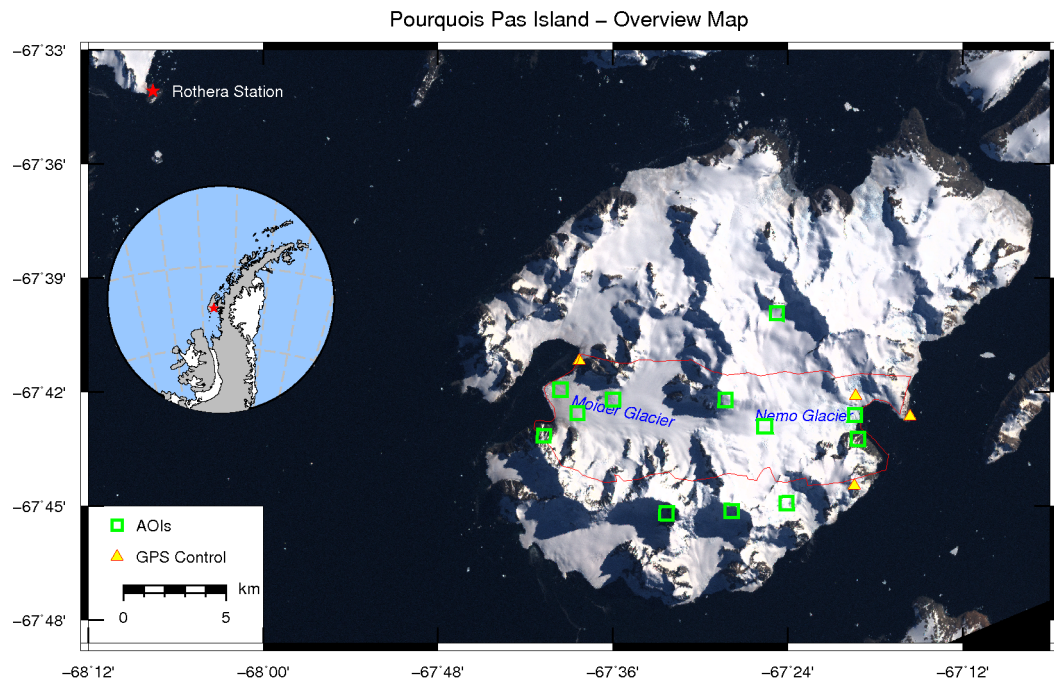 Pourquois Pas Island – Overview Map
−67˚33'
Rothera Station
−67˚36'
−67˚39'
−67˚42'
Moider Glacier
Nemo Glacier
−67˚45'
AOIs
GPS Control
km
0 5
−67˚48'
−68˚12' −68˚00' −67˚48' −67˚36' −67˚24' −67˚12'